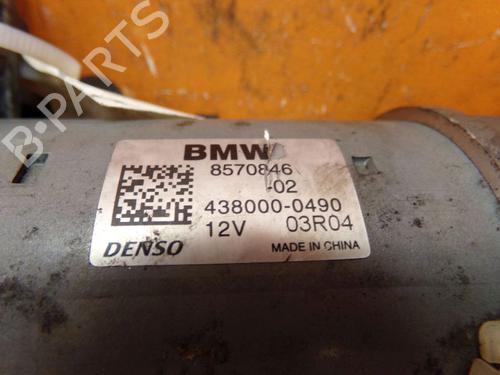 B-PARTS
BMW
8570846
-02
438000-0490
12V 03R04
DENSO MADE IN CHINA